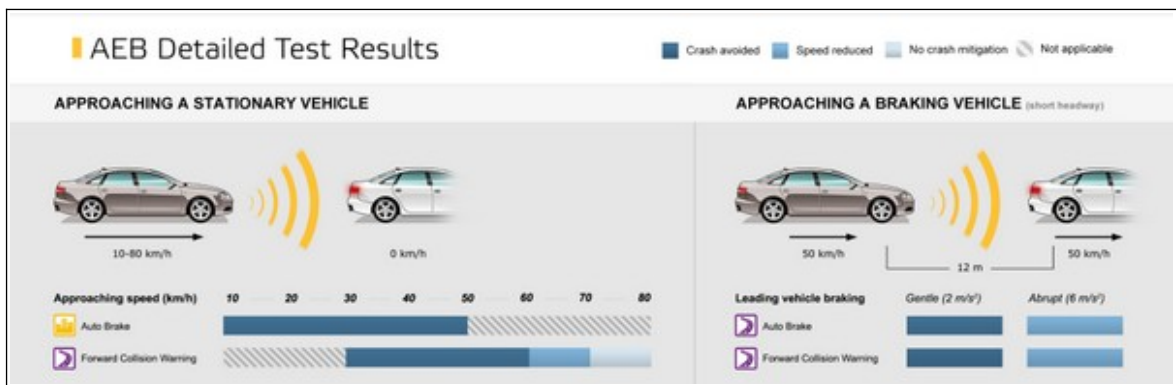 AEB Detailed Test Results
Crash avoided Speed reduced No crash mitigation Not applicable
APPROACHING A STATIONARY VEHICLE
10-80 km/h 0 km/h
Approaching speed (km/h) 10 20 30 40 50 60 70 80
Auto Brake
Forward Collision Warning
APPROACHING A BRAKING VEHICLE (short headway)
50 km/h 50 km/h
12 m
Leading vehicle braking Gentle (2 m/s²) Abrupt (6 m/s²)
Auto Brake
Forward Collision Warning